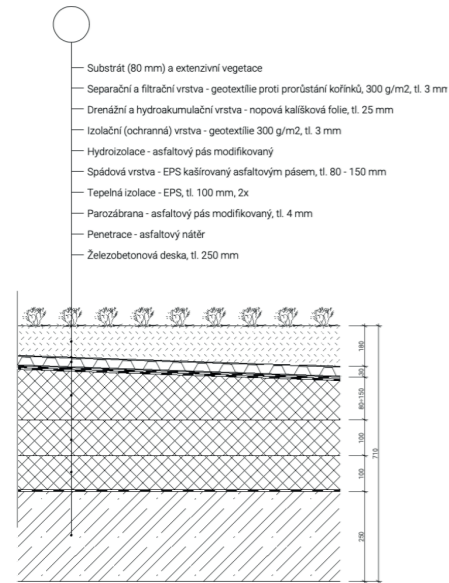 Substrát (80 mm) a extenzivní vegetace
Separační a filtrační vrstva - geotextílie proti prorůstání kořínků, 300 g/m2, tl. 3 mm
Drenážní a hydroakumulační vrstva - nopová kalíšková folie, tl. 25 mm
Izolační (ochranná) vrstva - geotextílie 300 g/m2, tl. 3 mm
Hydroizolace - asfaltový pás modifikovaný
Spádová vrstva - EPS kašírovaný asfaltovým pásem, tl. 80 - 150 mm
Tepelná izolace - EPS, tl. 100 mm, 2x
Parozábrana - asfaltový pás modifikovaný, tl. 4 mm
Penetrace - asfaltový nátěr
Železobetonová deska, tl. 250 mm
180
80÷150
100
100
250
710